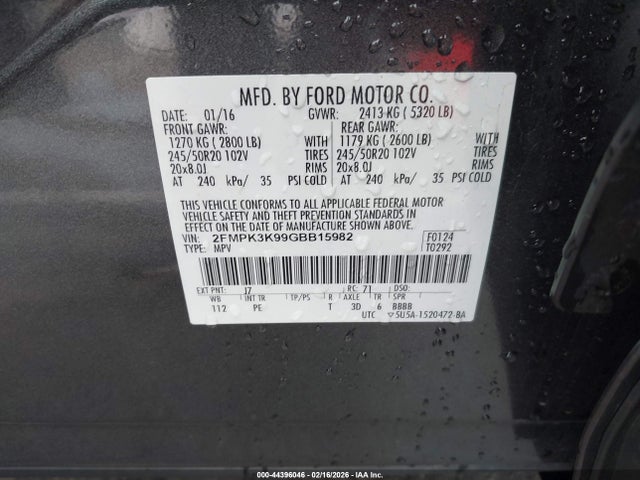 MFD. BY FORD MOTOR CO.
DATE: 01/16 GVWR: 2413 KG ( 5320 LB)
FRONT GAWR: REAR GAWR:
1270 KG ( 2800 LB) WITH 1179 KG ( 2600 LB) WITH
245/50R20 102V TIRES 245/50R20 102V TIRES
20x8.0J RIMS 20x8.0J RIMS
AT 240 kPa/ 35 PSI COLD AT 240 kPa/ 35 PSI COLD
THIS VEHICLE CONFORMS TO ALL APPLICABLE FEDERAL MOTOR
VEHICLE SAFETY AND THEFT PREVENTION STANDARDS IN
EFFECT ON THE DATE OF MANUFACTURE SHOWN ABOVE.
VIN: 2FMPK3K99GBB15982 F0124
TYPE: MPV T0292
EXT PNT: J7 RC: 71 DSO:
WB INT TR TP/PS R AXLE TR SPR
112 PE T 3D 6 BBBB
UTC 5U5A-1520472-BA
000-44396046 - 02/16/2026 - IAA Inc.